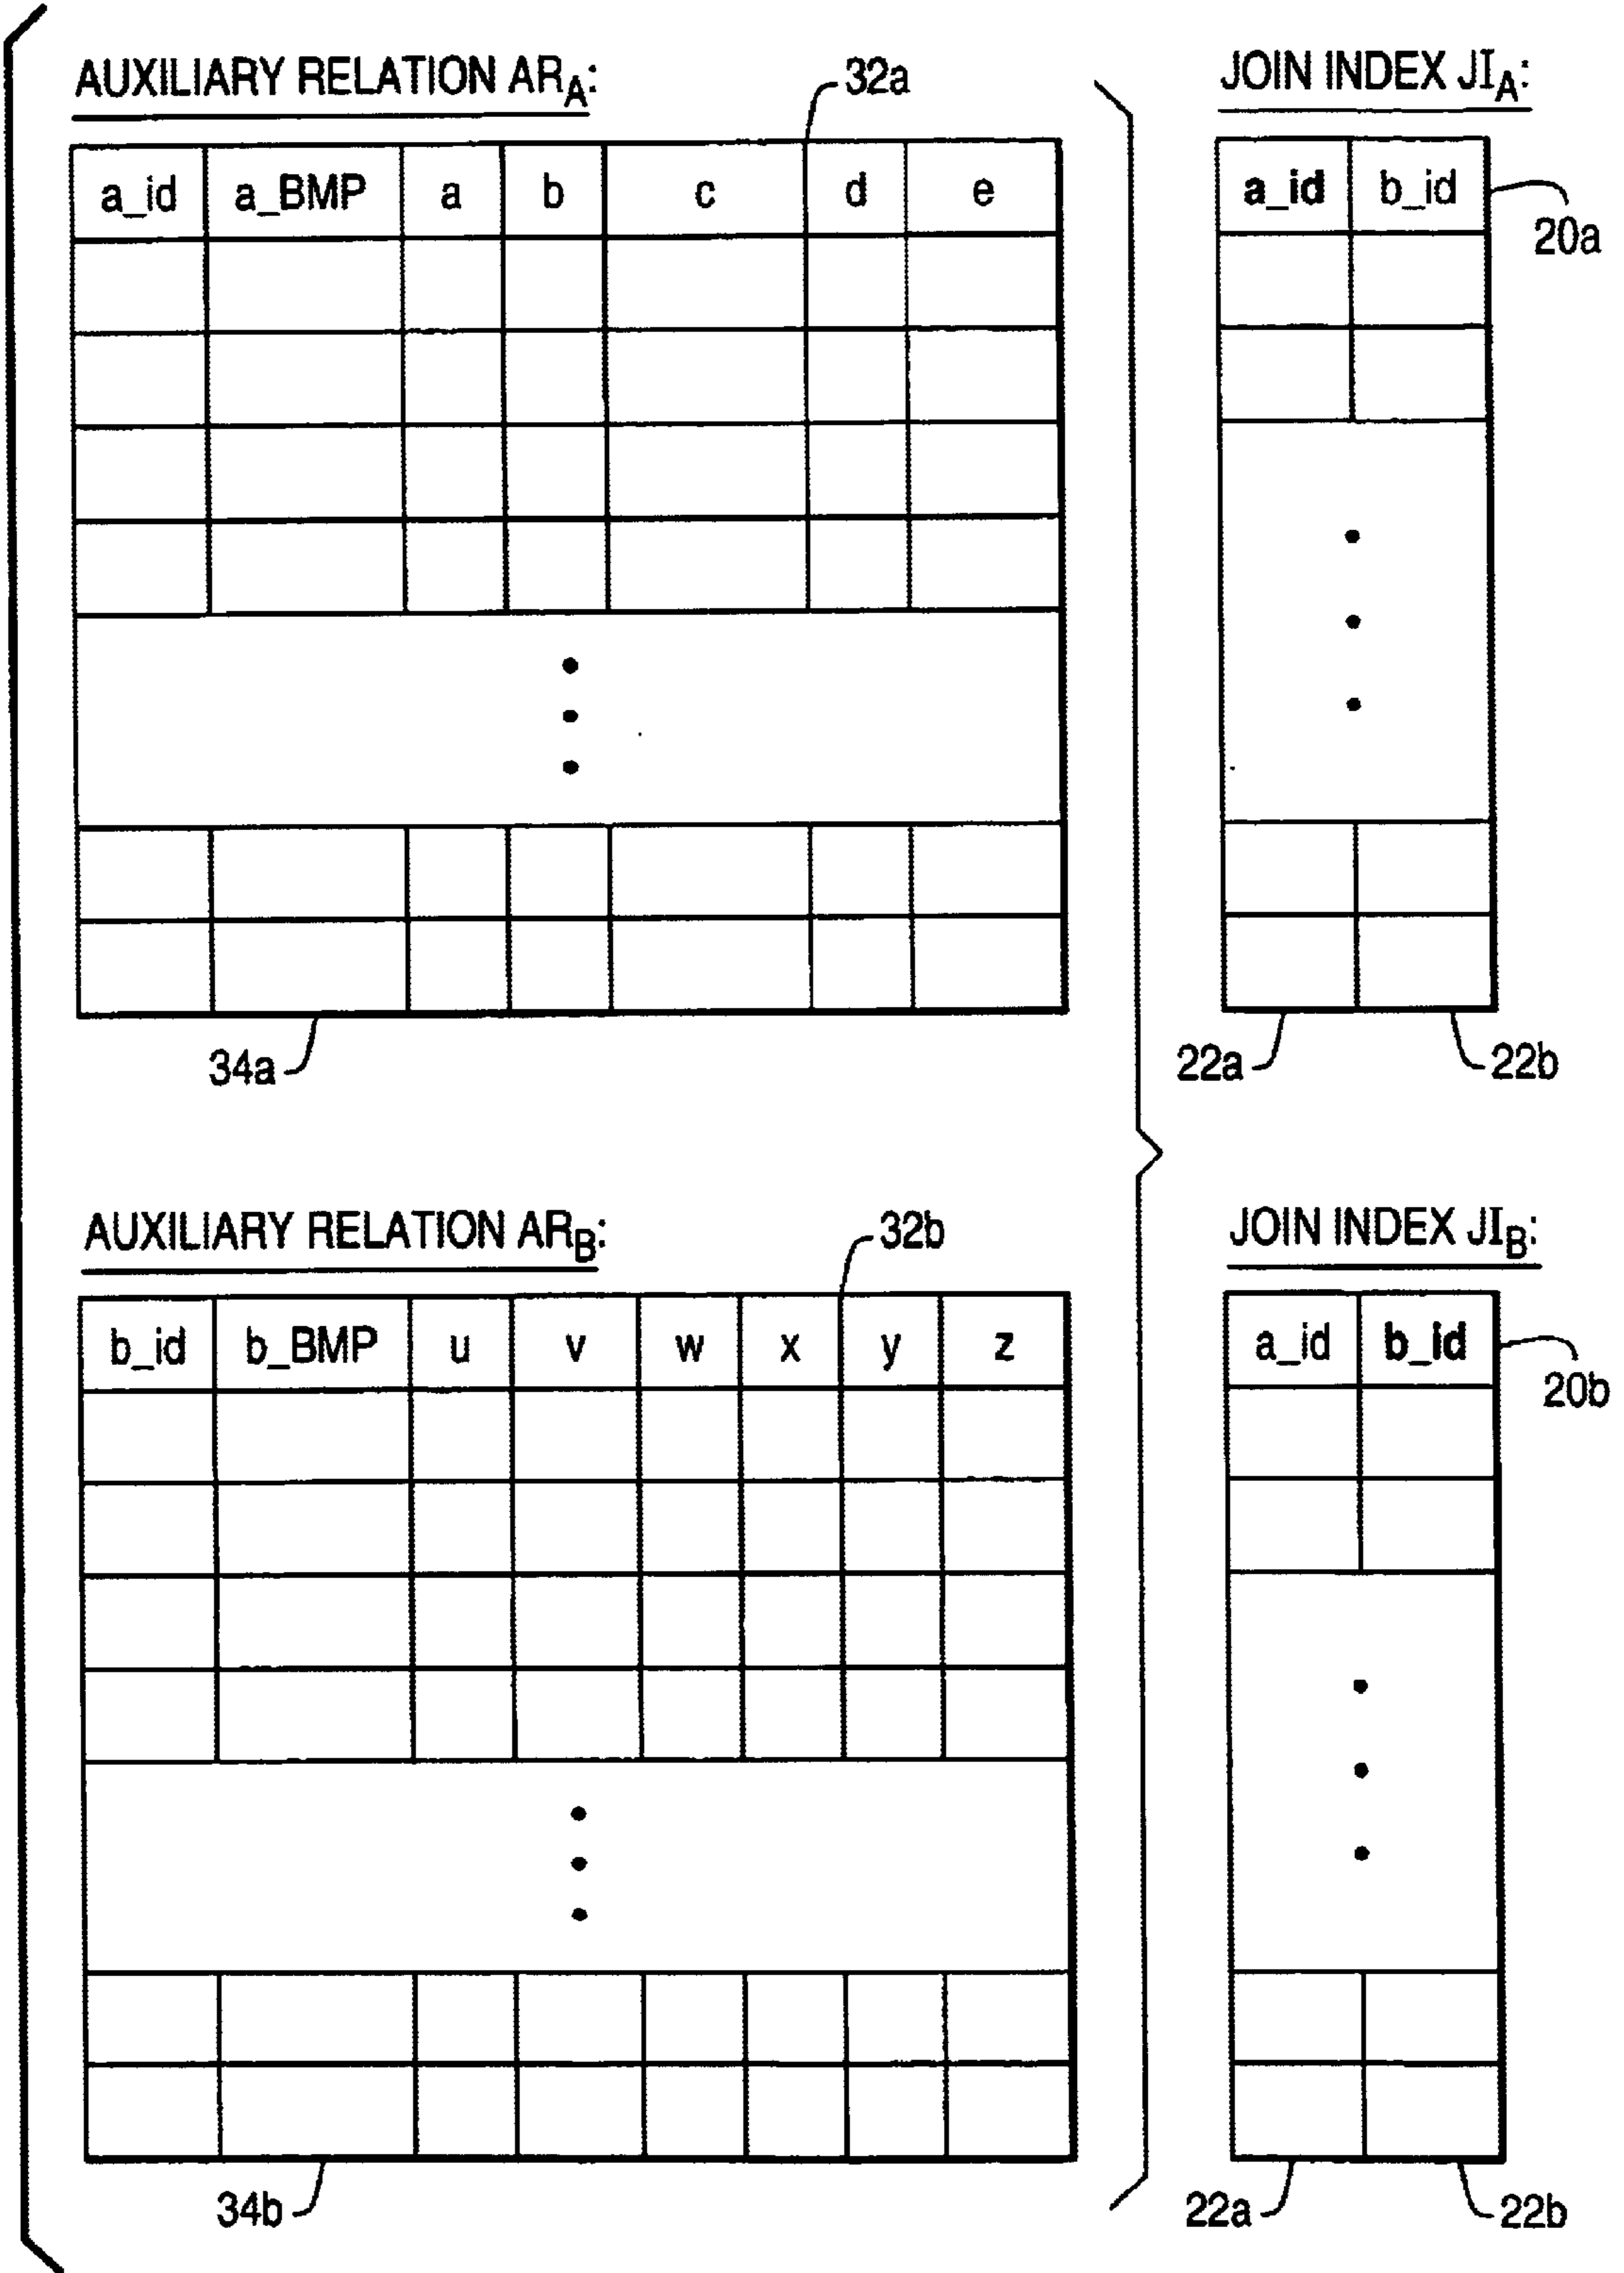 AUXILIARY RELATION ARA:
32a
a_id a_BMP a b c d e
34a
JOIN INDEX JIA:
a_id b_id
20a
22a 22b
AUXILIARY RELATION ARB:
32b
b_id b_BMP u v w x y z
34b
JOIN INDEX JIB:
a_id b_id
20b
22a 22b